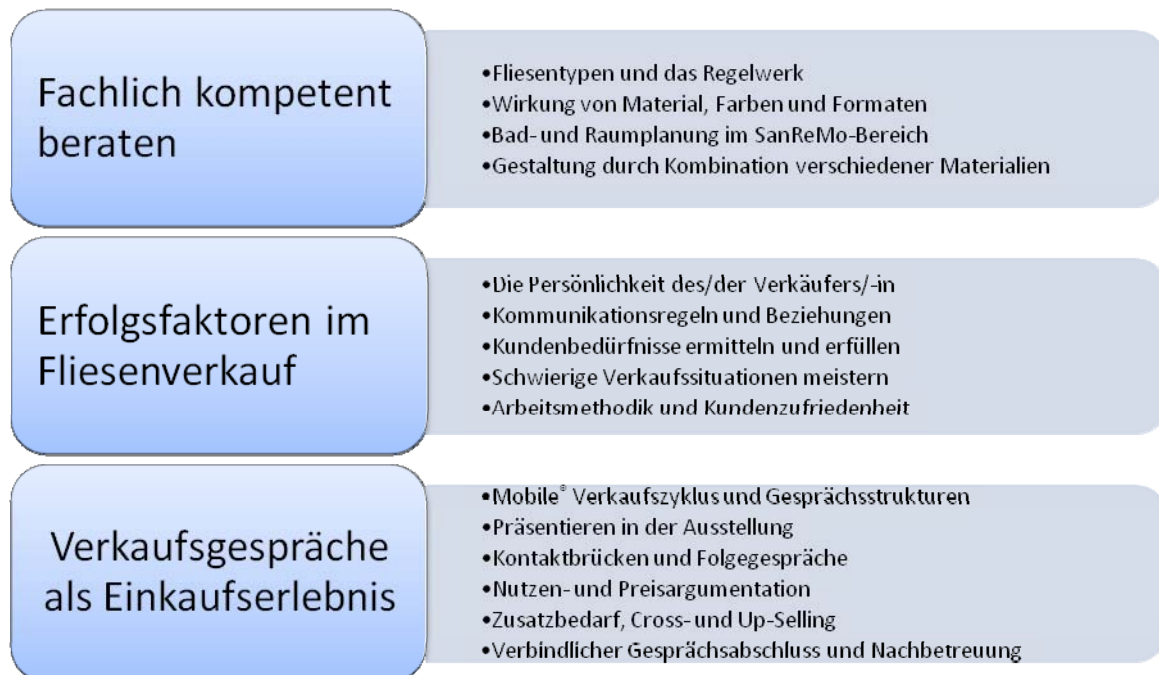 Fachlich kompetent
beraten
•Fliesentypen und das Regelwerk
•Wirkung von Material, Farben und Formaten
•Bad- und Raumplanung im SanReMo-Bereich
•Gestaltung durch Kombination verschiedener Materialien
Erfolgsfaktoren im
Fliesenverkauf
•Die Persönlichkeit des/der Verkäufers/-in
•Kommunikationsregeln und Beziehungen
•Kundenbedürfnisse ermitteln und erfüllen
•Schwierige Verkaufssituationen meistern
•Arbeitsmethodik und Kundenzufriedenheit
Verkaufsgespräche
als Einkaufserlebnis
•Mobile® Verkaufszyklus und Gesprächsstrukturen
•Präsentieren in der Ausstellung
•Kontaktbrücken und Folgegespräche
•Nutzen- und Preisargumentation
•Zusatzbedarf, Cross- und Up-Selling
•Verbindlicher Gesprächsabschluss und Nachbetreuung